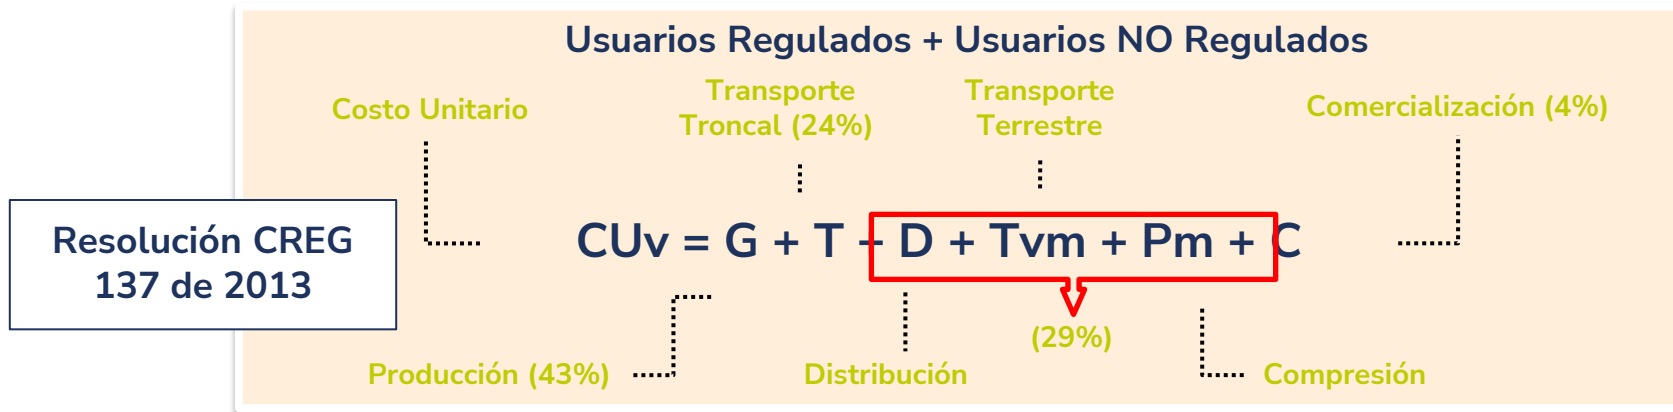 Usuarios Regulados + Usuarios NO Regulados
Costo Unitario
Transporte
Troncal (24%)
Transporte
Terrestre
Comercialización (4%)
Resolución CREG
137 de 2013
CUv = G + T + D + Tvm + Pm + C
(29%)
Producción (43%)
Distribución
Compresión